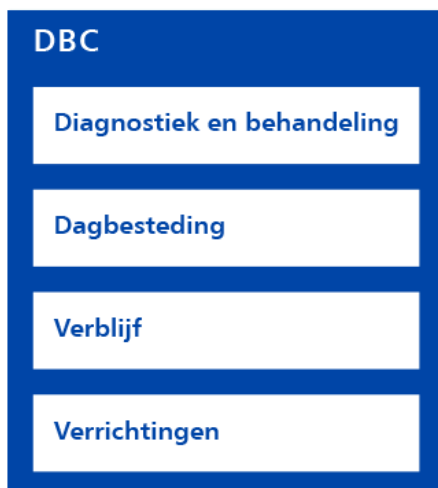 DBC
Diagnostiek en behandeling
Dagbesteding
Verblijf
Verrichtingen